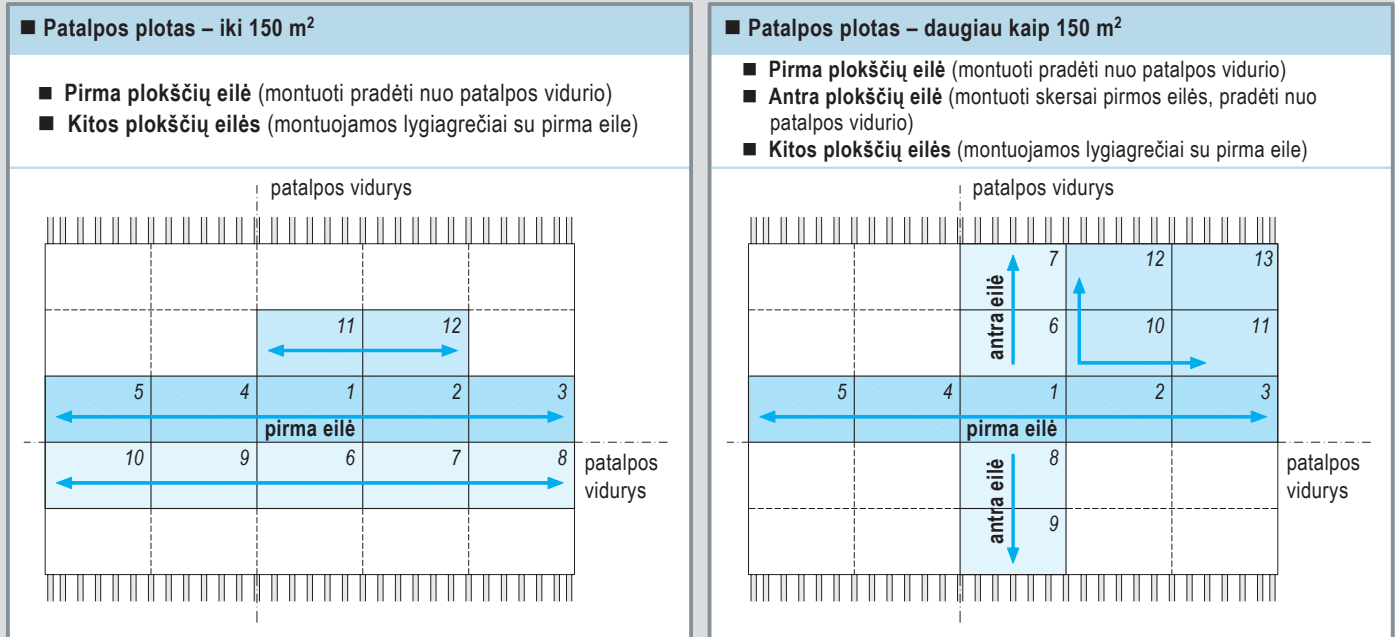 ■ Patalpos plotas – iki 150 m²
■ Pirma plokščių eilė (montuoti pradėti nuo patalpos vidurio)
■ Kitos plokščių eilės (montuojamos lygiagrečiai su pirma eile)
patalpos vidurys
11 12
5 4 1 2 3
pirma eilė
10 9 6 7 8
patalpos
vidurys
■ Patalpos plotas – daugiau kaip 150 m²
■ Pirma plokščių eilė (montuoti pradėti nuo patalpos vidurio)
■ Antra plokščių eilė (montuoti skersai pirmos eilės, pradėti nuo
patalpos vidurio)
■ Kitos plokščių eilės (montuojamos lygiagrečiai su pirma eile)
patalpos vidurys
7 12 13
antra eilė
6 10 11
5 4 1 2 3
pirma eilė
8
antra eilė
9
patalpos
vidurys